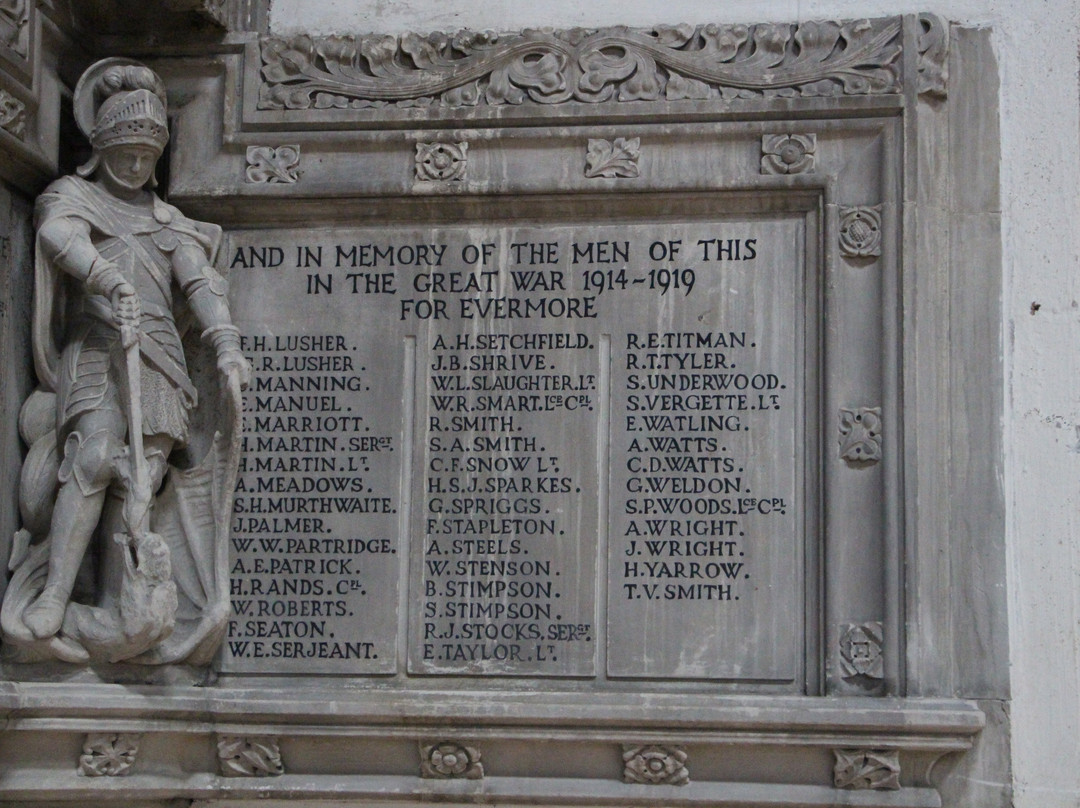 AND IN MEMORY OF THE MEN OF THIS
IN THE GREAT WAR 1914-1919
FOR EVERMORE
F.H. LUSHER.
R. LUSHER.
MANNING.
E. MANUEL.
E. MARRIOTT.
H. MARTIN. SERGT.
H. MARTIN. LT.
A. MEADOWS.
S.H. MURTHWAITE.
J. PALMER.
W.W. PARTRIDGE.
A.E. PATRICK.
H. RANDS. CPL.
W. ROBERTS.
F. SEATON.
W.E. SERJEANT.
A.H. SETCHFIELD.
J.B. SHRIVE.
W.L. SLAUGHTER. LT.
W.R. SMART. LCE CPL.
R. SMITH.
S.A. SMITH.
C.F. SNOW LT.
H.S.J. SPARKES.
G. SPRIGGS.
F. STAPLETON.
A. STEELS.
W. STENSON.
B. STIMPSON.
S. STIMPSON.
R.J. STOCKS. SERGT.
E. TAYLOR. LT.
R.E. TITMAN.
R.T. TYLER.
S. UNDERWOOD.
S. VERGETTE. LT.
E. WATLING.
A. WATTS.
C.D. WATTS.
G. WELDON.
S.P. WOODS. LCE CPL.
A. WRIGHT.
J. WRIGHT.
H. YARROW.
T.V. SMITH.